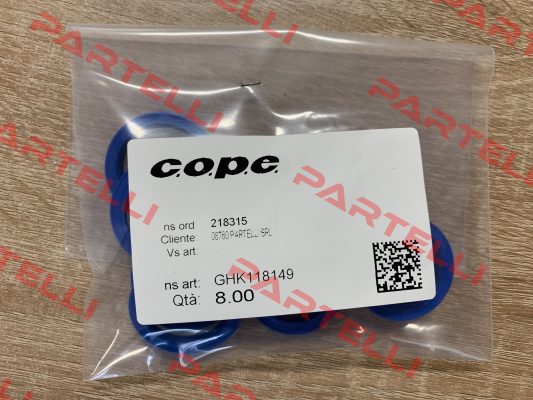 c.o.p.e.
ns ord 218315
Cliente: 08760 PARTELLI SRL
Vs art
ns art: GHK118149
Qtà: 8.00
PARTELLI
PARTELLI
PARTELLI
PARTELLI
PARTELLI
PARTELLI